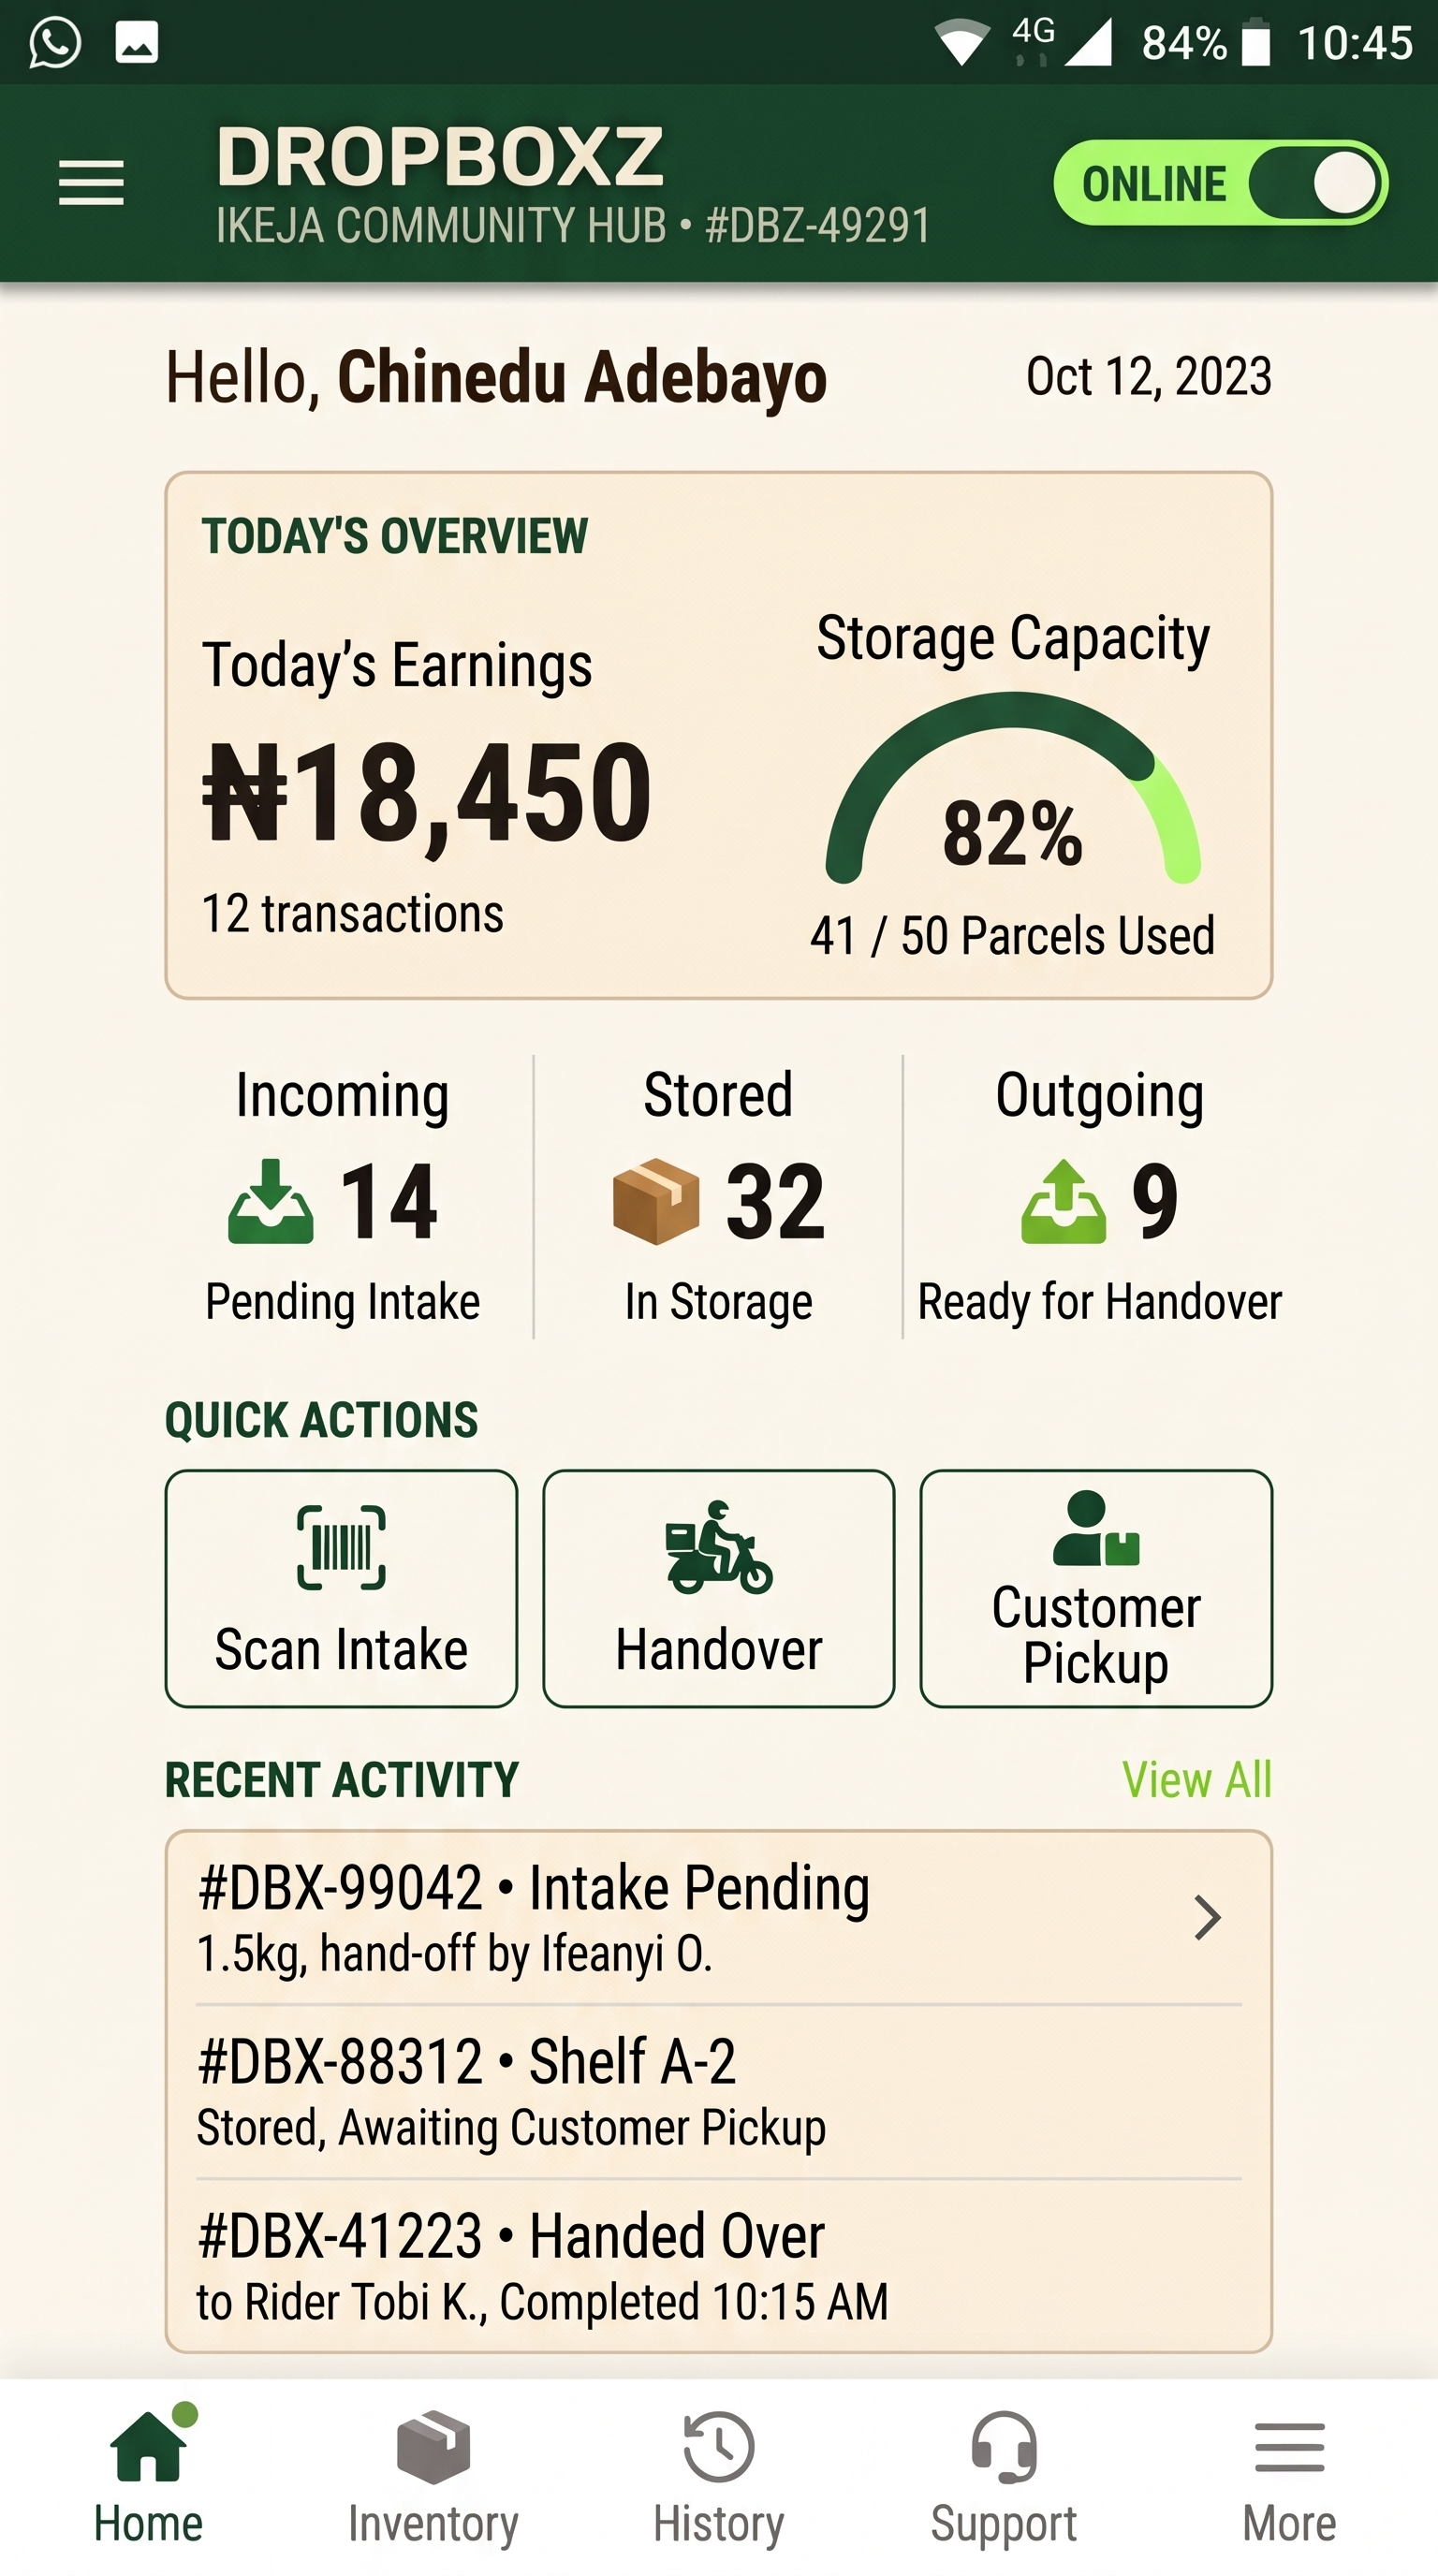 4G 84% 10:45
DROPBOXZ
IKEJA COMMUNITY HUB • #DBZ-49291
ONLINE
Hello, Chinedu Adebayo
Oct 12, 2023
TODAY'S OVERVIEW
Today’s Earnings
₦18,450
12 transactions
Storage Capacity
82%
41 / 50 Parcels Used
Incoming
14
Pending Intake
Stored
32
In Storage
Outgoing
9
Ready for Handover
QUICK ACTIONS
Scan Intake
Handover
Customer
Pickup
RECENT ACTIVITY
View All
#DBX-99042 • Intake Pending
1.5kg, hand-off by Ifeanyi O.
#DBX-88312 • Shelf A-2
Stored, Awaiting Customer Pickup
#DBX-41223 • Handed Over
to Rider Tobi K., Completed 10:15 AM
Home
Inventory
History
Support
More